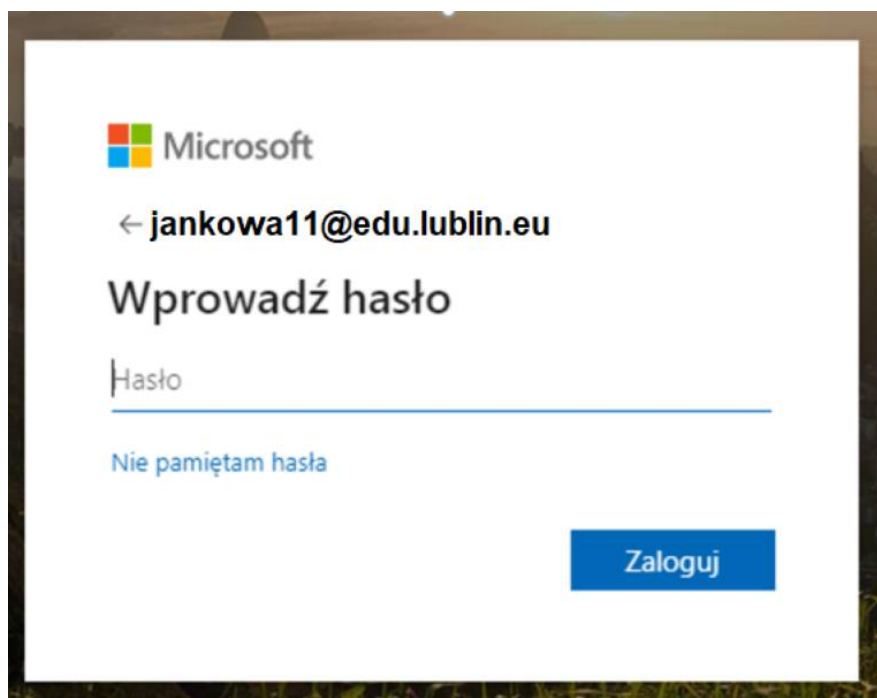 Microsoft
← jankowa11@edu.lublin.eu
Wprowadź hasło
Hasło
Nie pamiętam hasła
Zaloguj